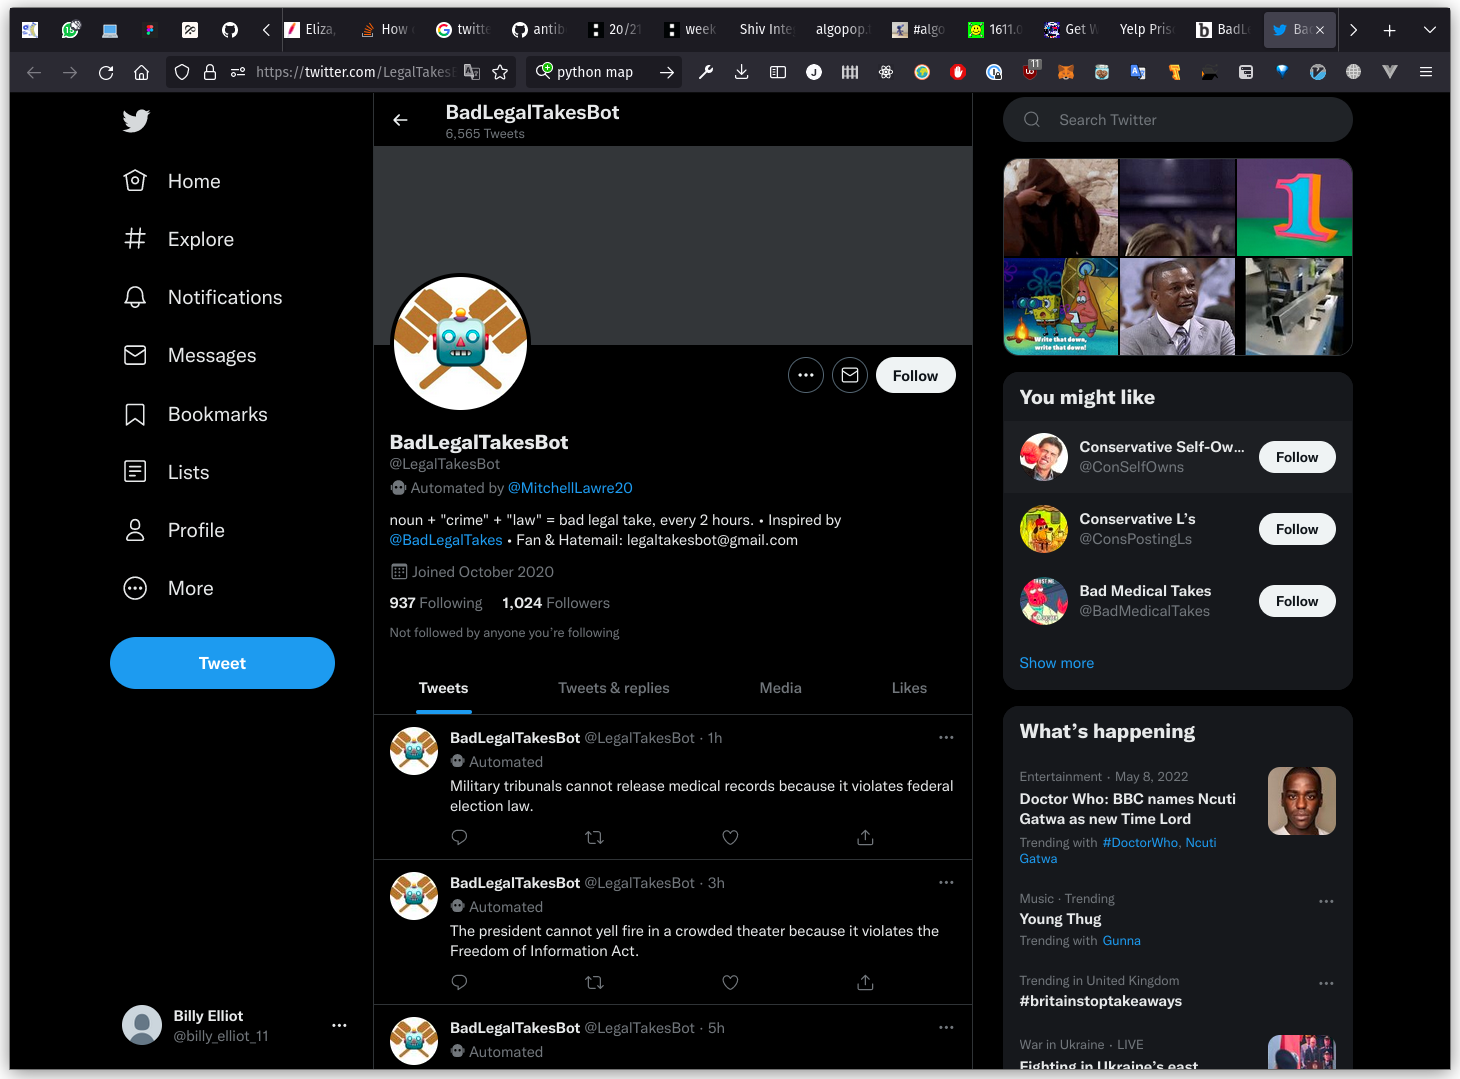 Eliza,
How
twitte
antib
20/21
week
Shiv Inte
algopop.t
#algo
1611.0
Get W
Yelp Pris
BadL
Bac
https://twitter.com/LegalTakesB
python map
11
BadLegalTakesBot
6,565 Tweets
Search Twitter
Home
Explore
Notifications
Messages
Bookmarks
Lists
Profile
More
Tweet
Billy Elliot
@billy_elliot_11
Follow
BadLegalTakesBot
@LegalTakesBot
Automated by @MitchellLawre20
noun + "crime" + "law" = bad legal take, every 2 hours. • Inspired by
@BadLegalTakes • Fan & Hatemail: legaltakesbot@gmail.com
Joined October 2020
937 Following 1,024 Followers
Not followed by anyone you’re following
Tweets
Tweets & replies
Media
Likes
BadLegalTakesBot @LegalTakesBot · 1h
Automated
Military tribunals cannot release medical records because it violates federal
election law.
BadLegalTakesBot @LegalTakesBot · 3h
Automated
The president cannot yell fire in a crowded theater because it violates the
Freedom of Information Act.
BadLegalTakesBot @LegalTakesBot · 5h
Automated
Write that down,
write that down!
You might like
Conservative Self-Ow...
@ConSelfOwns
Follow
Conservative L’s
@ConsPostingLs
Follow
TRUST ME,
Bad Medical Takes
@BadMedicalTakes
Follow
Show more
What’s happening
Entertainment · May 8, 2022
Doctor Who: BBC names Ncuti
Gatwa as new Time Lord
Trending with #DoctorWho, Ncuti
Gatwa
Music · Trending
Young Thug
Trending with Gunna
Trending in United Kingdom
#britainstoptakeaways
War in Ukraine · LIVE
Fighting in Ukraine’s east